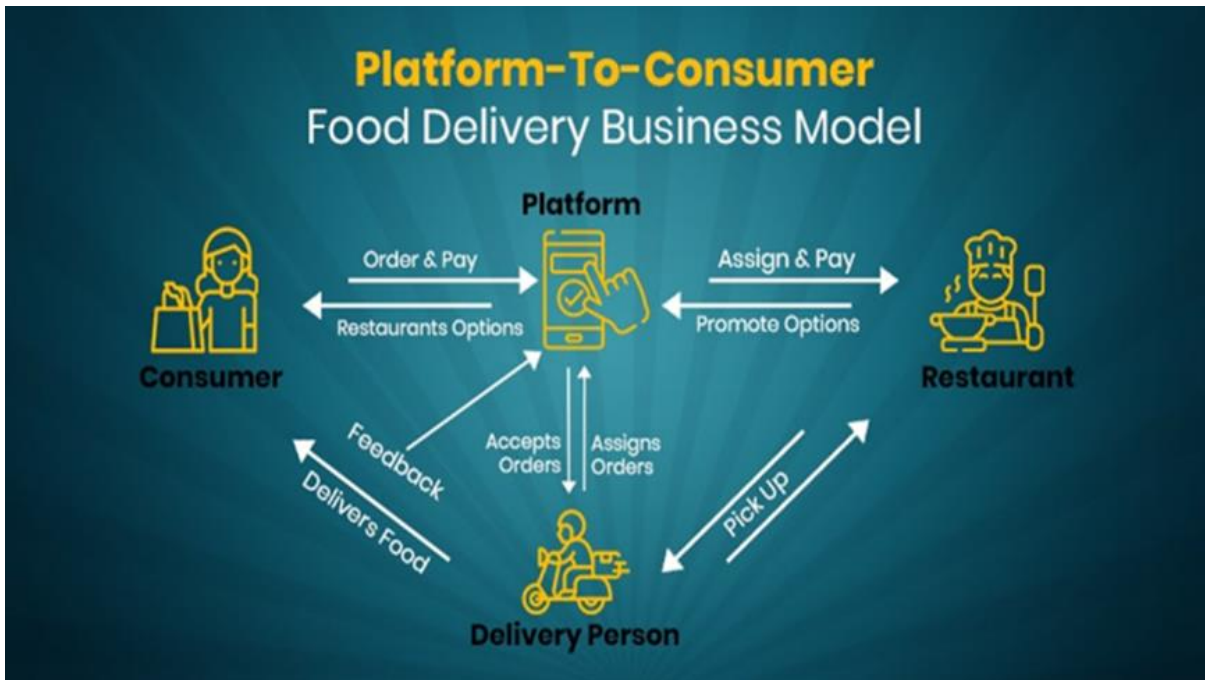 Platform-To-Consumer
Food Delivery Business Model
Platform
Order & Pay
Assign & Pay
Restaurants Options
Promote Options
Consumer
Restaurant
Feedback
Accepts
Orders
Assigns
Orders
Delivers Food
Pick Up
Delivery Person